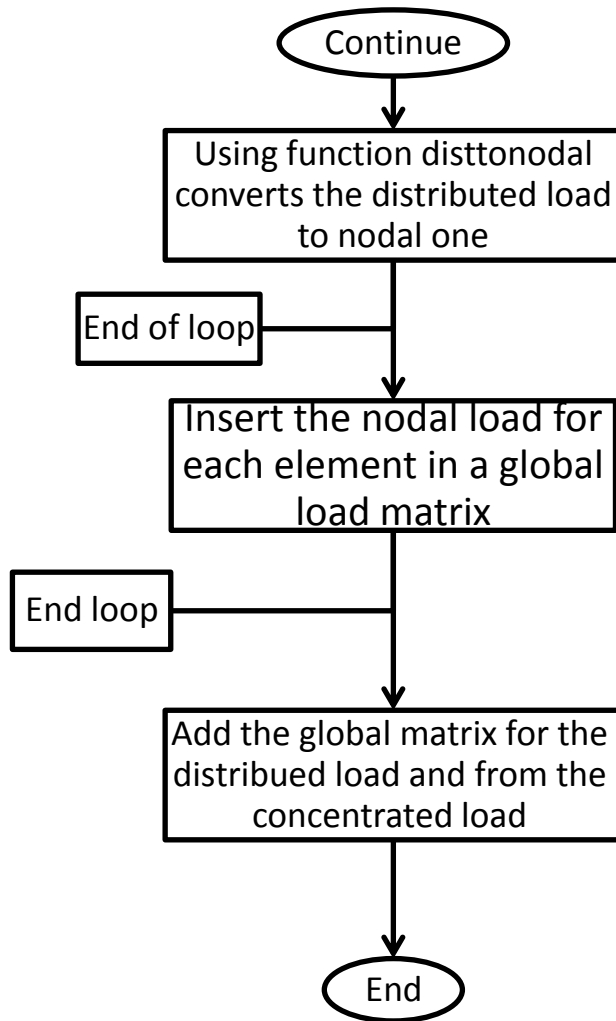 Continue
Using function disttonodal
converts the distributed load
to nodal one
End of loop
Insert the nodal load for
each element in a global
load matrix
End loop
Add the global matrix for the
distribued load and from the
concentrated load
End